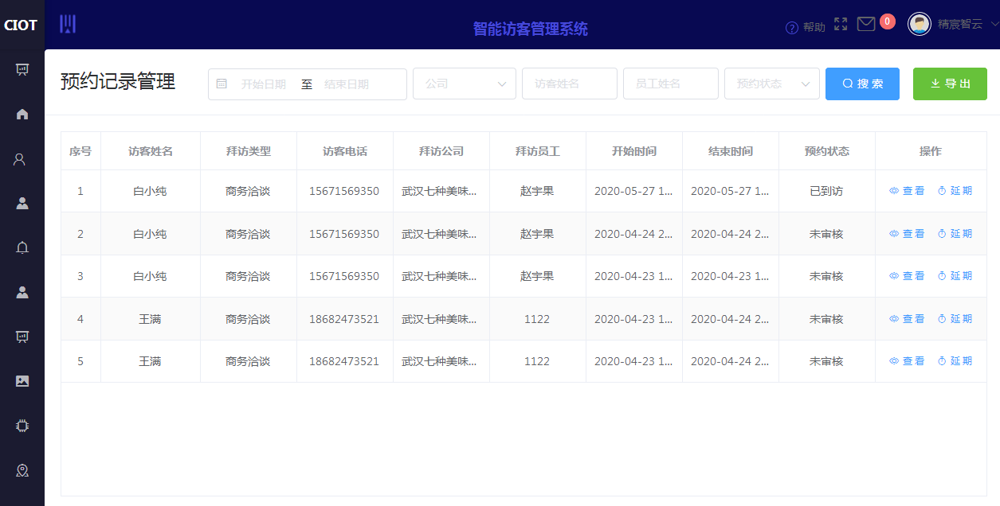 CIOT
智能访客管理系统
帮助
0
精宸智云
预约记录管理
开始日期 至 结束日期
公司
访客姓名
员工姓名
预约状态
搜索
导出
序号 访客姓名 拜访类型 访客电话 拜访公司 拜访员工 开始时间 结束时间 预约状态 操作
1 白小纯 商务洽谈 15671569350 武汉七种美味... 赵宇果 2020-05-27 1... 2020-05-27 1... 已到访 查看 延期
2 白小纯 商务洽谈 15671569350 武汉七种美味... 赵宇果 2020-04-24 2... 2020-04-24 2... 未审核 查看 延期
3 白小纯 商务洽谈 15671569350 武汉七种美味... 赵宇果 2020-04-23 1... 2020-04-23 1... 未审核 查看 延期
4 王满 商务洽谈 18682473521 武汉七种美味... 1122 2020-04-23 1... 2020-04-24 2... 未审核 查看 延期
5 王满 商务洽谈 18682473521 武汉七种美味... 1122 2020-04-23 1... 2020-04-24 2... 未审核 查看 延期